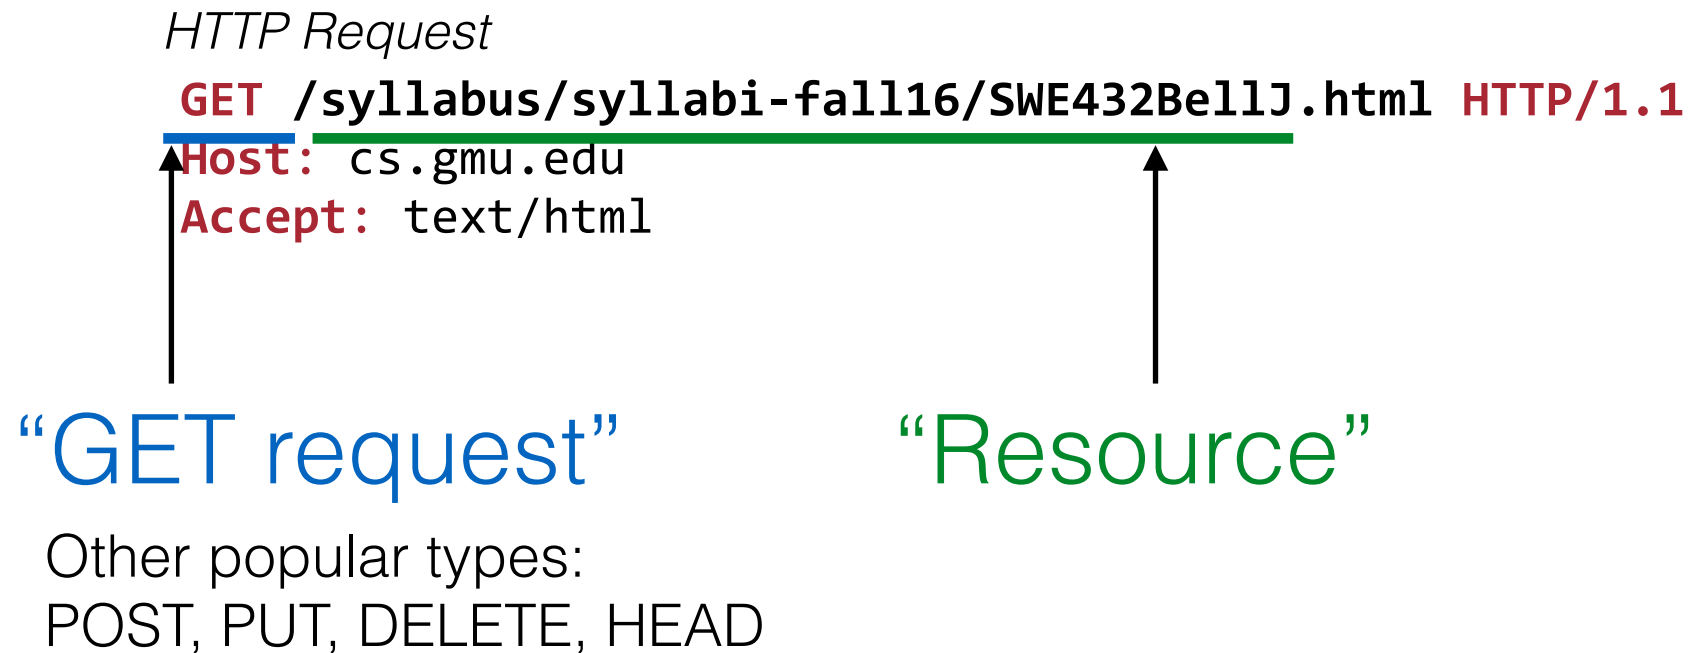 HTTP Request
GET /syllabus/syllabi-fall16/SWE432BellJ.html HTTP/1.1
Host: cs.gmu.edu
Accept: text/html
“GET request”
“Resource”
Other popular types:
POST, PUT, DELETE, HEAD